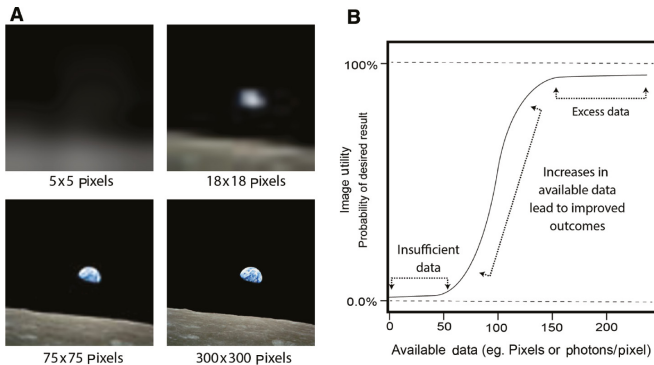 A
5x5 Pixels
18x18 Pixels
75x75 Pixels
300x300 Pixels
B
Image utility
Probability of desired result
100%
0.0%
Insufficient
data
Excess data
Increases in
available data
lead to improved
outcomes
0 50 100 150 200
Available data (eg. Pixels or photons/pixel)